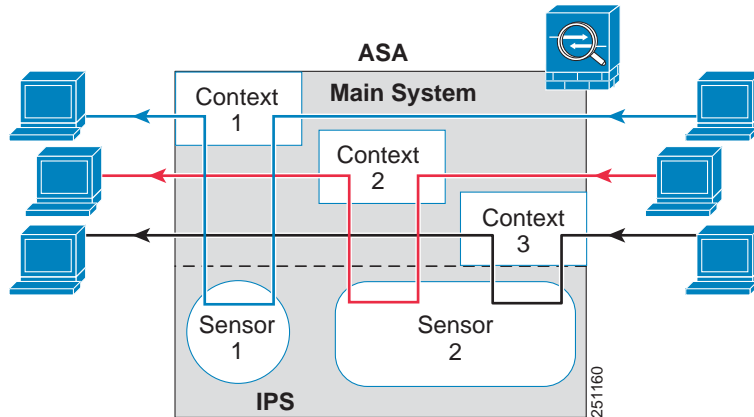 ASA
Main System
Context
1
Context
2
Context
3
Sensor
1
Sensor
2
IPS
251160